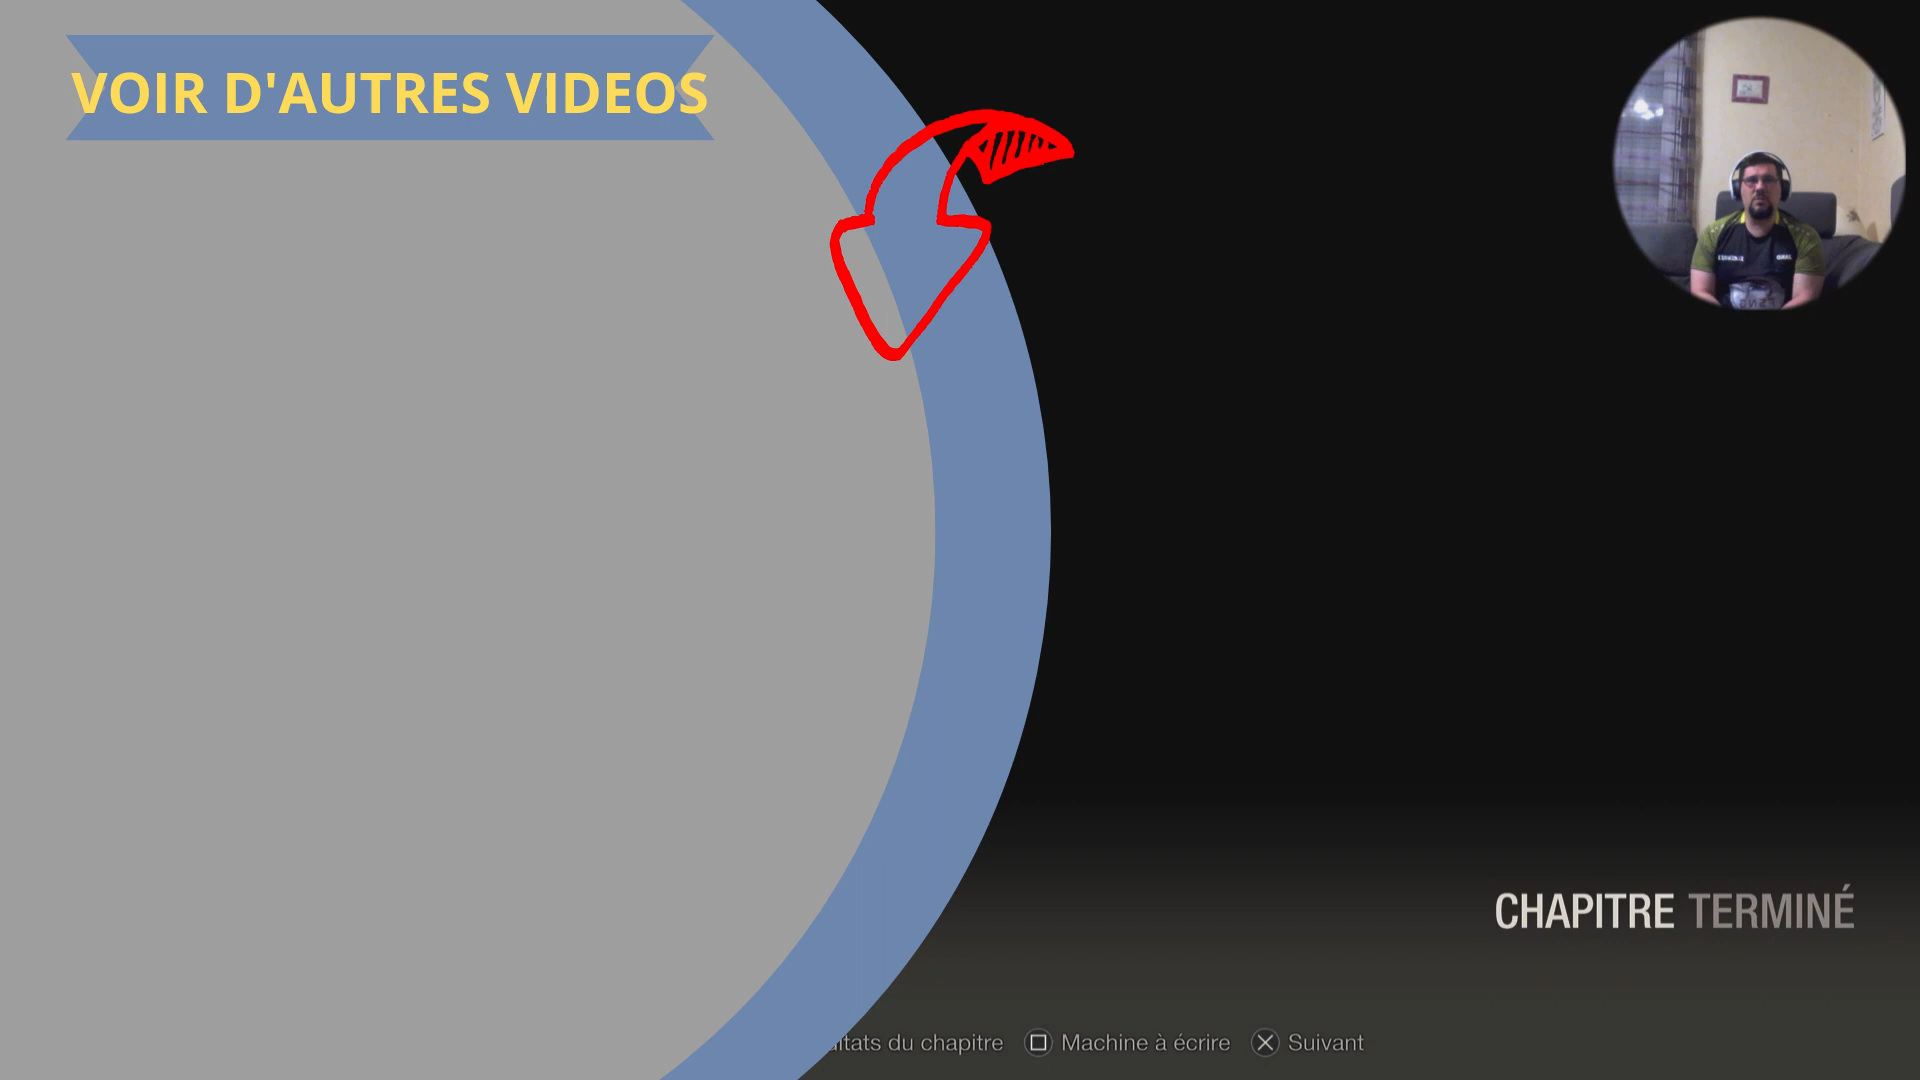 VOIR D'AUTRES VIDEOS
CHAPITRE TERMINÉ
du chapitre Machine à écrire Suivant